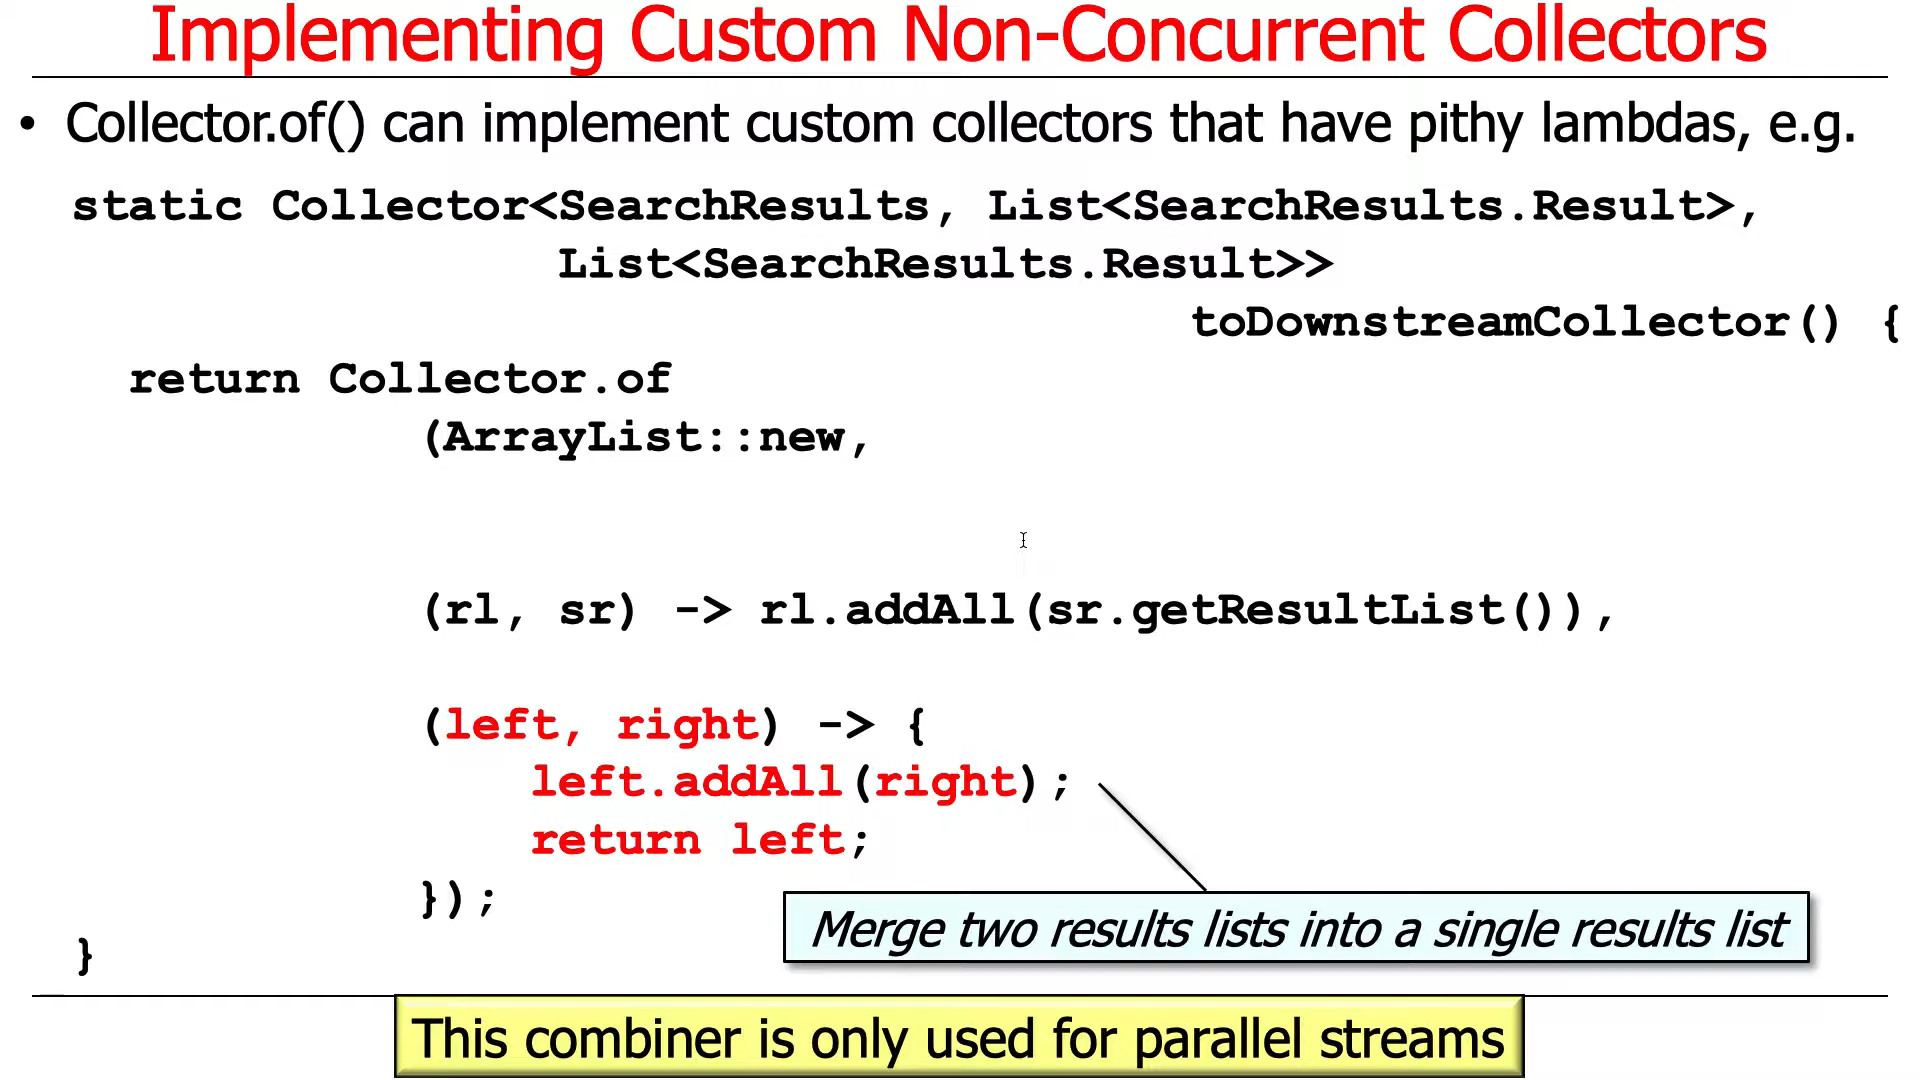 Implementing Custom Non-Concurrent Collectors
• Collector.of() can implement custom collectors that have pithy lambdas, e.g.
static Collector<SearchResults, List<SearchResults.Result>,
List<SearchResults.Result>>
toDownstreamCollector() {
return Collector.of
(ArrayList::new,
(rl, sr) -> rl.addAll(sr.getResultList()),
(left, right) -> {
left.addAll(right);
return left;
});
Merge two results lists into a single results list
}
This combiner is only used for parallel streams